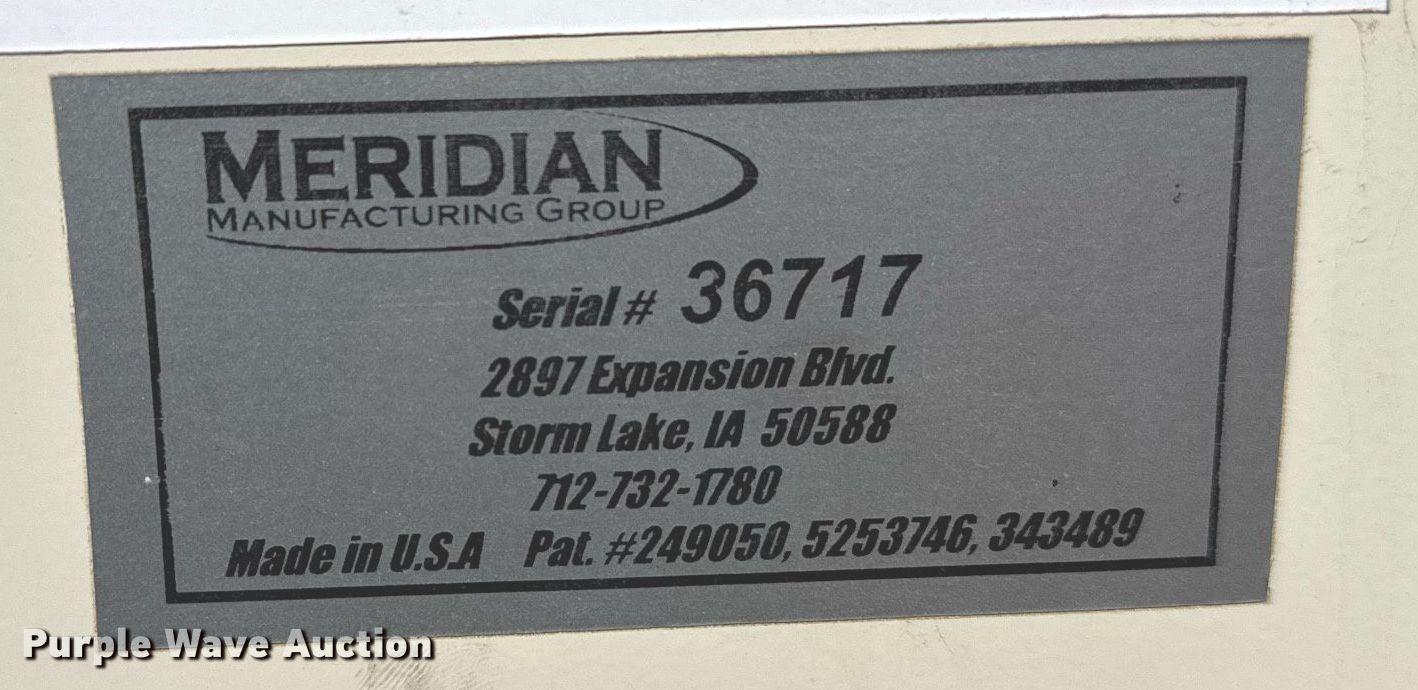 MERIDIAN
MANUFACTURING GROUP
Serial # 36717
2897 Expansion Blvd.
Storm Lake, IA 50588
712-732-1780
Made in U.S.A Pat. #249050, 5253746, 343489
Purple Wave Auction